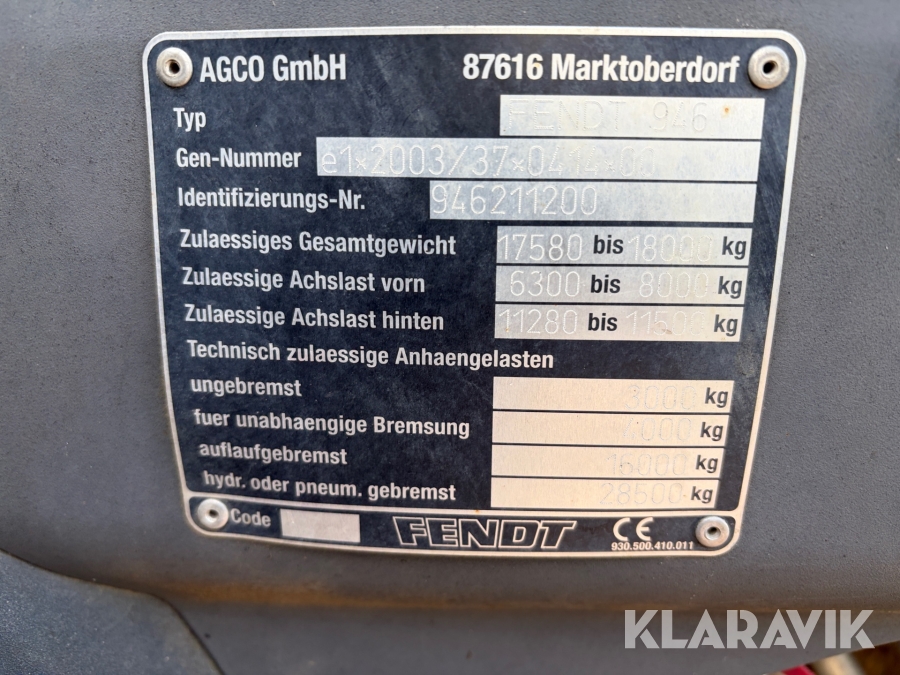 AGCO GmbH 87616 Marktoberdorf
Typ FENDT 946
Gen-Nummer e1*2003/37*0414*00
Identifizierungs-Nr. 946211200
Zulaessiges Gesamtgewicht 17580 bis 18000 kg
Zulaessige Achslast vorn 6300 bis 8000 kg
Zulaessige Achslast hinten 11280 bis 11500 kg
Technisch zulaessige Anhaengelasten
ungebremst 3000 kg
fuer unabhaengige Bremsung kg
auflaufgebremst 16000 kg
hydr. oder pneum. gebremst 28500 kg
Code FENDT CE
930.500.410.011
KLARAVIK